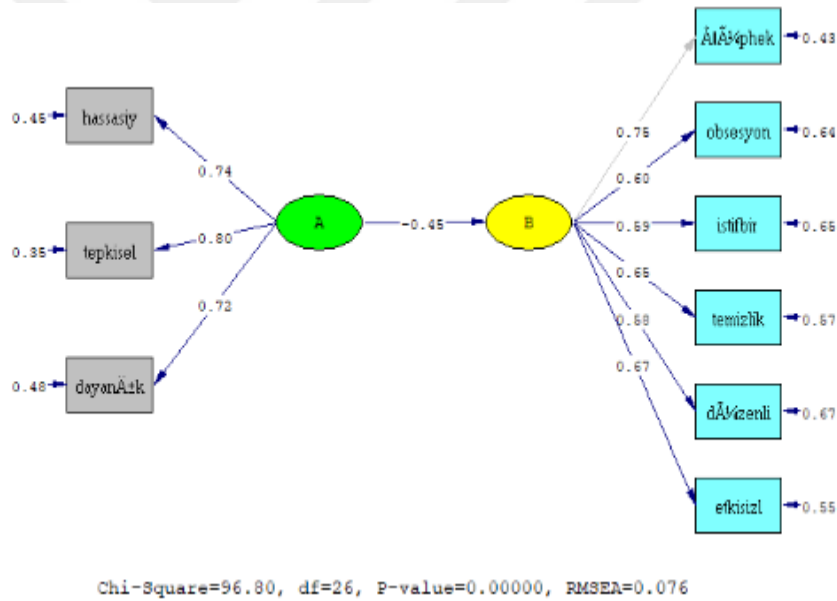 0.43
0.45
hassasiy
0.75
obsesyon
0.64
0.74
0.60
A
-0.45
B
0.59
istifbir
0.65
0.35
tepkisel
0.80
0.65
0.72
0.58
temizlik
0.57
0.67
0.48
dayanÄ±k
dÃ¼zenli
0.67
etkisizl
0.55
Chi-Square=96.80, df=26, P-value=0.00000, RMSEA=0.076